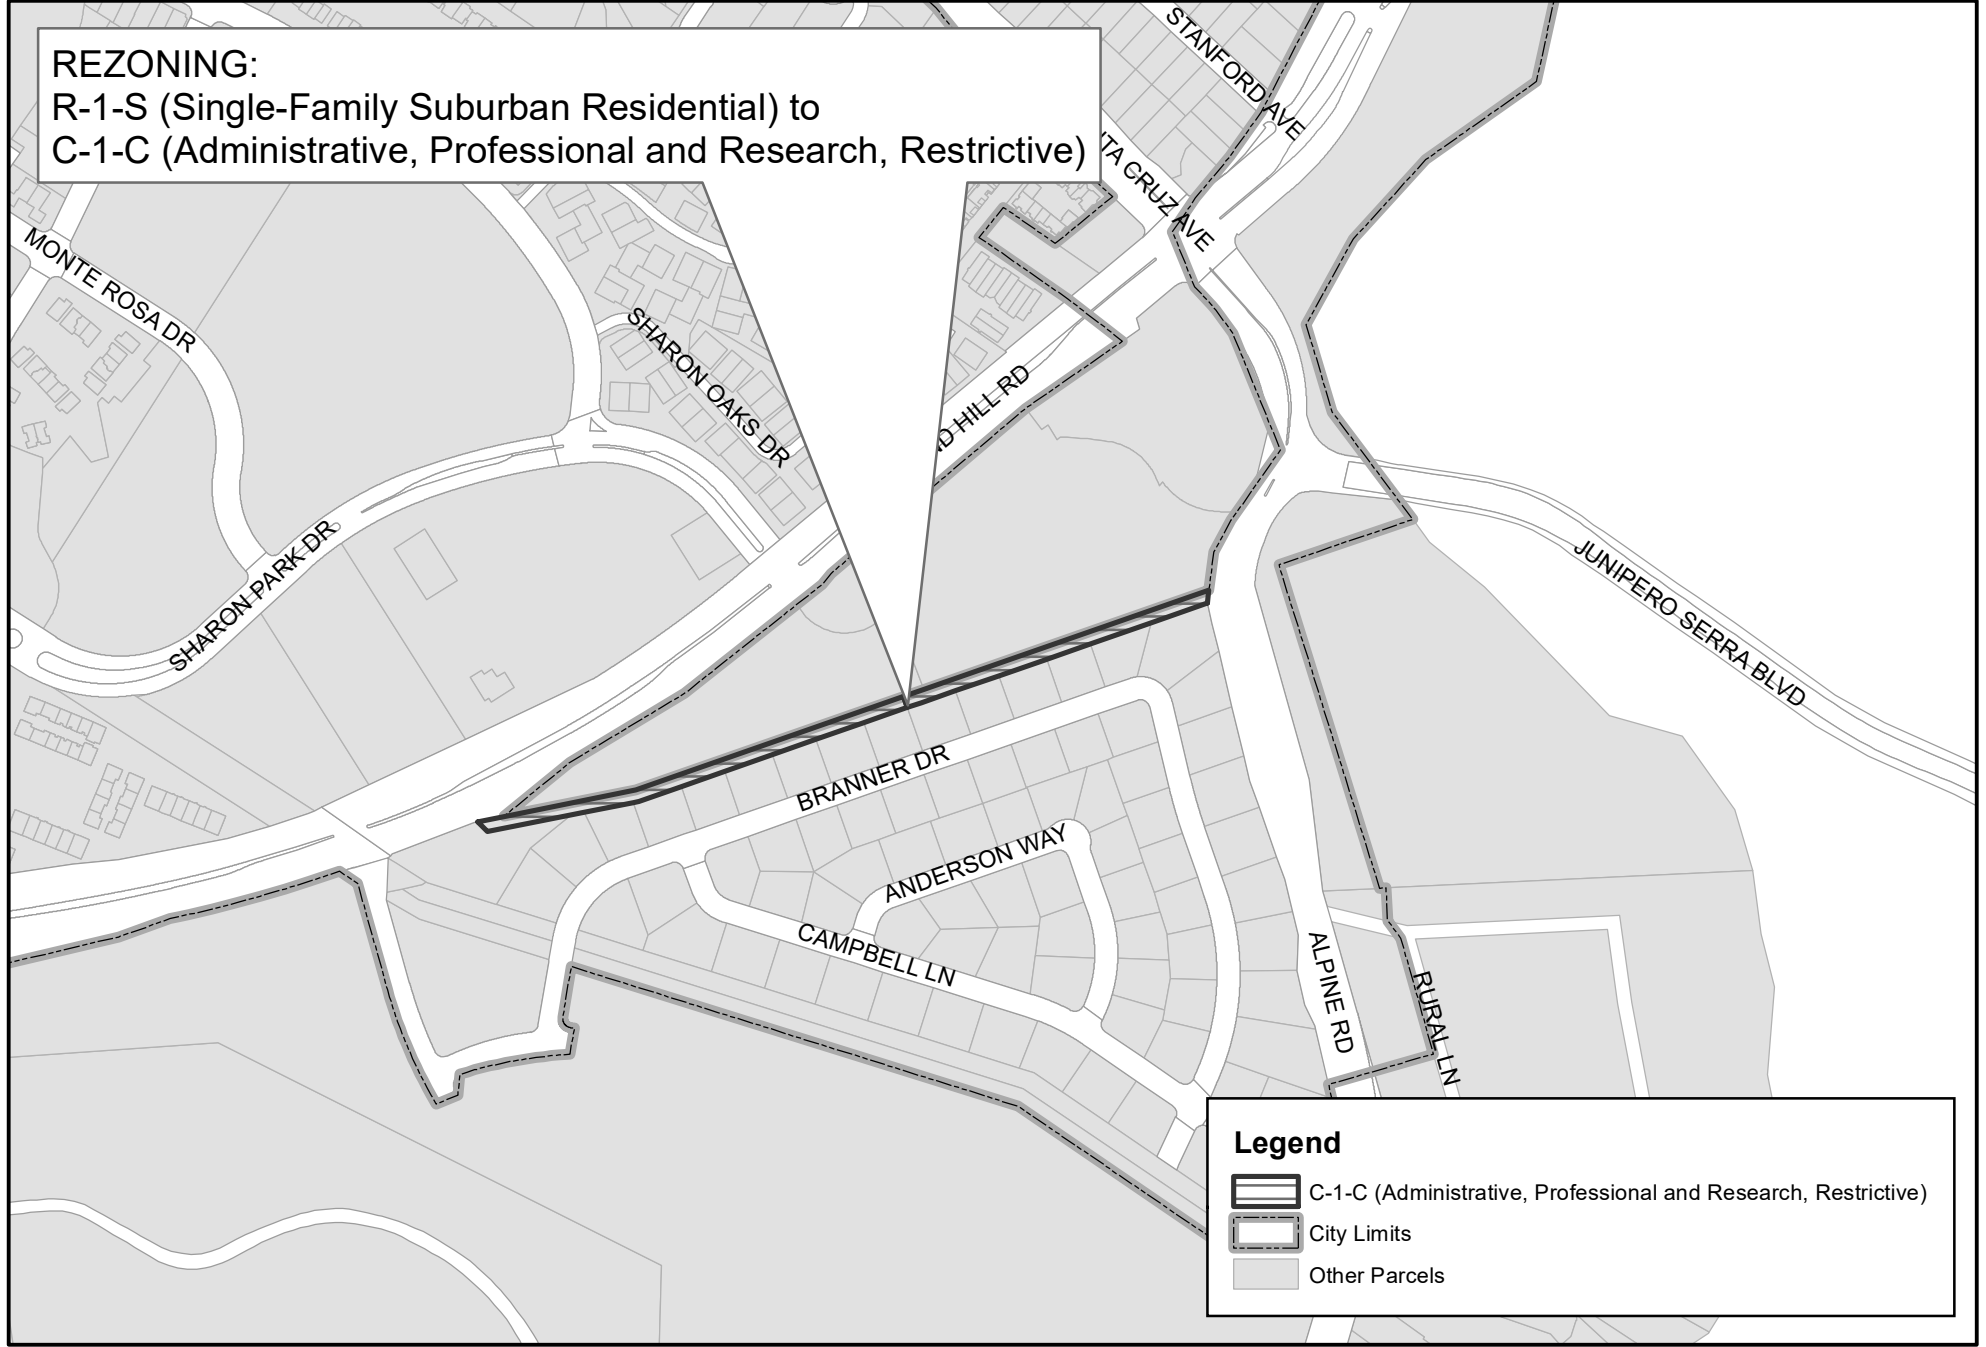 REZONING:
R-1-S (Single-Family Suburban Residential) to
C-1-C (Administrative, Professional and Research, Restrictive)
STANFORD AVE
CRUZ AVE
MONTE ROSA DR
SHARON OAKS DR
HILL RD
SHARON PARK DR
JUNIPERO SERRA BLVD
BRANNER DR
ANDERSON WAY
CAMPBELL LN
ALPINE RD
RURAL LN
Legend
C-1-C (Administrative, Professional and Research, Restrictive)
City Limits
Other Parcels